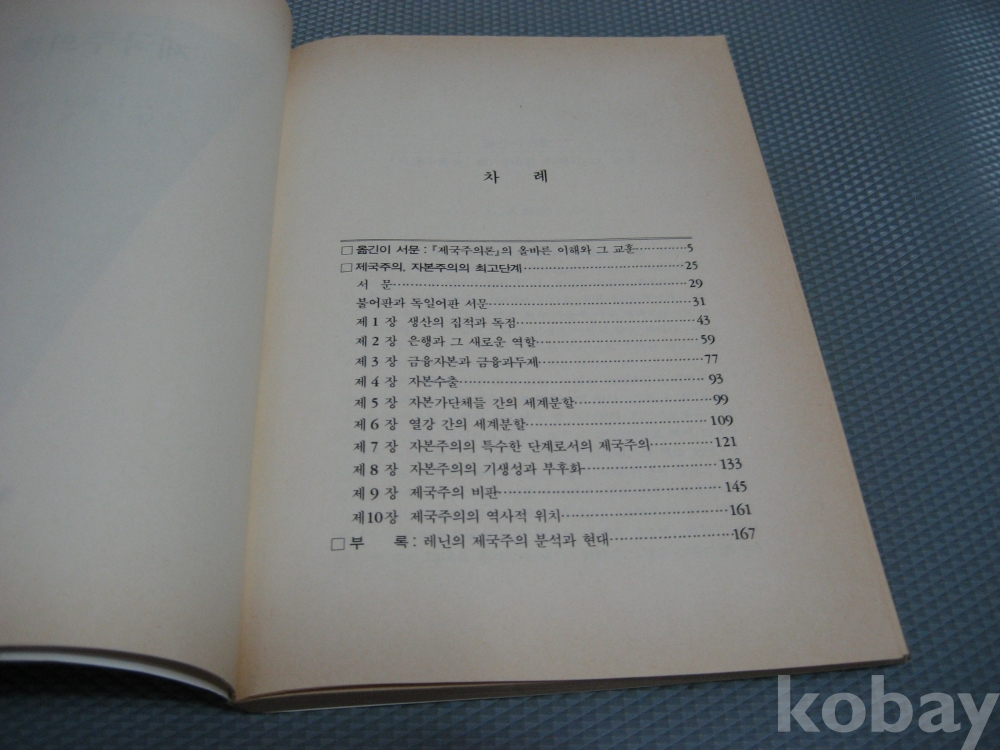 차 례
□ 옮긴이 서문 : 『제국주의론』의 올바른 이해와 그 교훈············5
□ 제국주의, 자본주의의 최고단계························25
서 문························29
불어판과 독일어판 서문························31
제 1 장 생산의 집적과 독점························43
제 2 장 은행과 그 새로운 역할························59
제 3 장 금융자본과 금융과두제························77
제 4 장 자본수출························93
제 5 장 자본가단체들 간의 세계분할························99
제 6 장 열강 간의 세계분할························109
제 7 장 자본주의의 특수한 단계로서의 제국주의············121
제 8 장 자본주의의 기생성과 부후화························133
제 9 장 제국주의 비판························145
제10장 제국주의의 역사적 위치························161
□ 부 록 : 레닌의 제국주의 분석과 현대························167
kobay